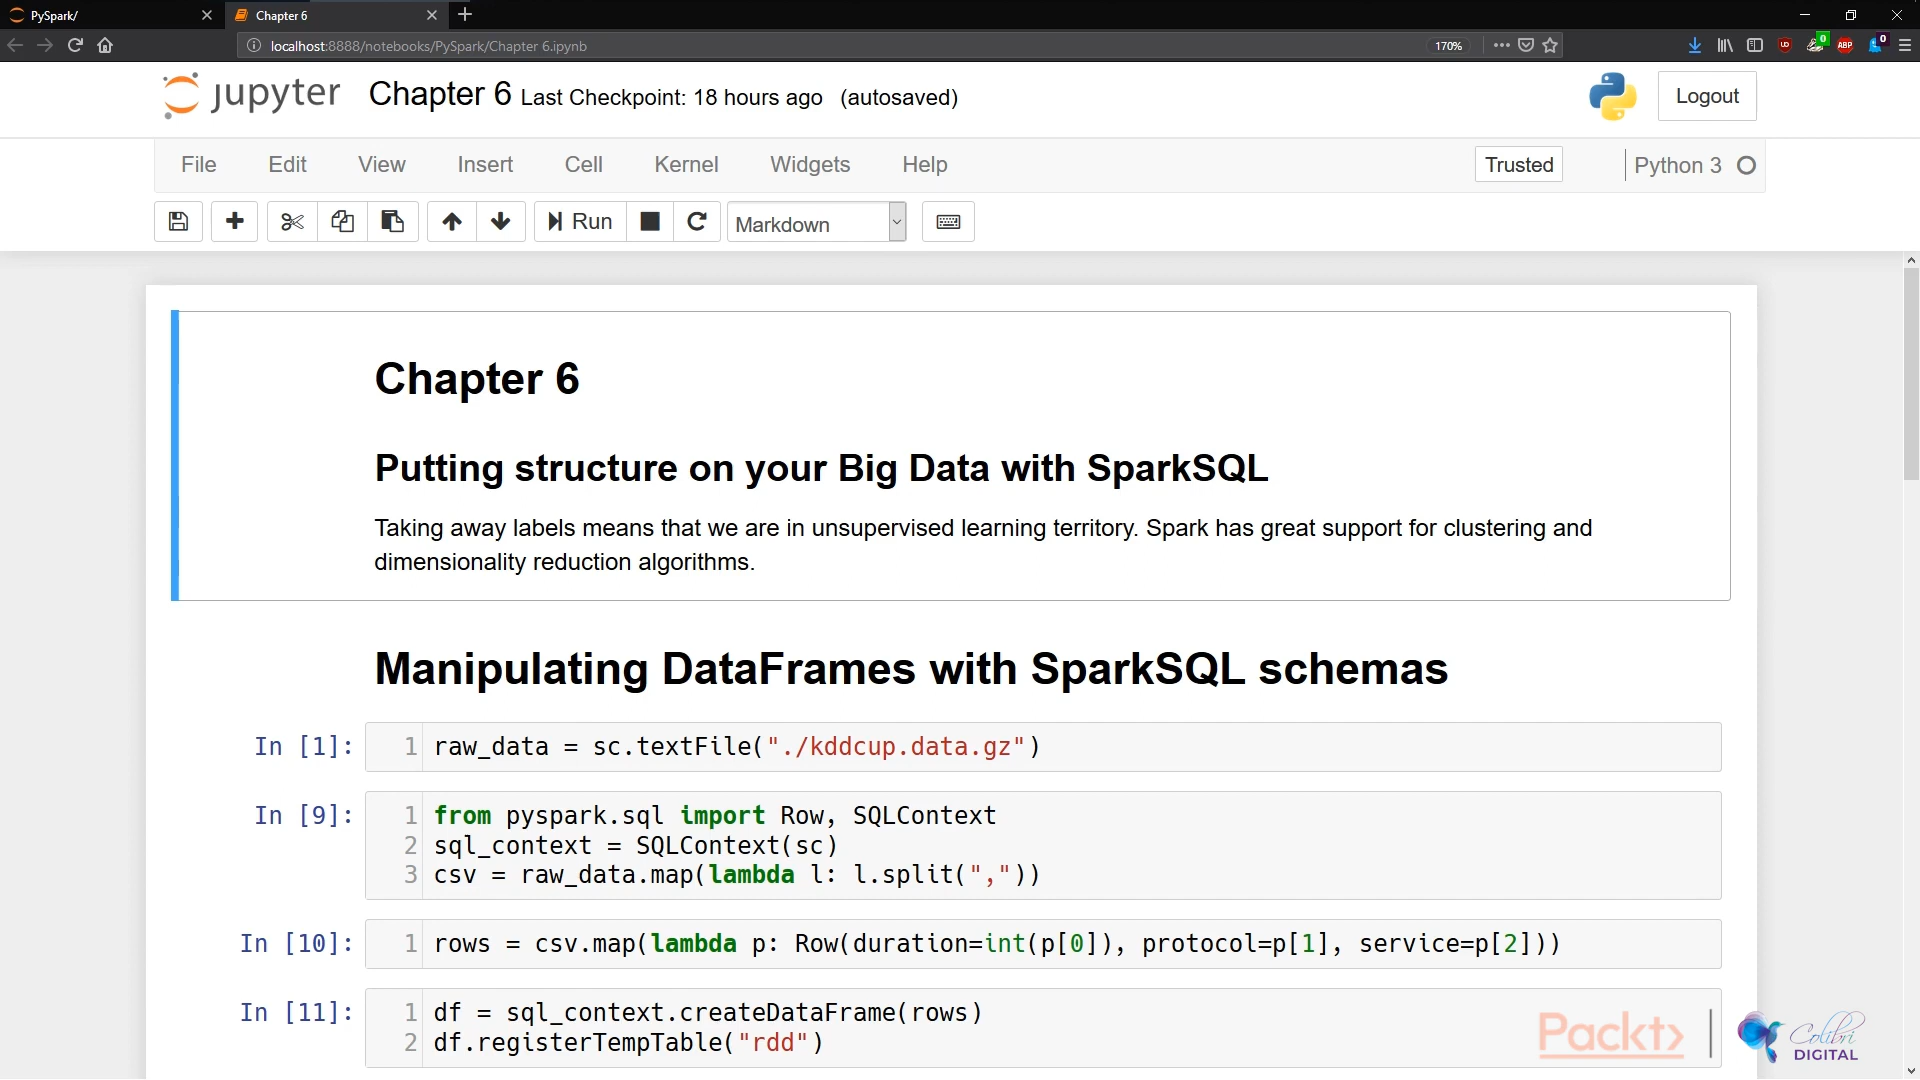 PySpark/
Chapter 6
localhost:8888/notebooks/PySpark/Chapter 6.ipynb
170%
UD
0
ABP
0
jupyter
Chapter 6 Last Checkpoint: 18 hours ago (autosaved)
Logout
File Edit View Insert Cell Kernel Widgets Help
Trusted
Python 3
Run
Markdown
Chapter 6
Putting structure on your Big Data with SparkSQL
Taking away labels means that we are in unsupervised learning territory. Spark has great support for clustering and
dimensionality reduction algorithms.
Manipulating DataFrames with SparkSQL schemas
In [1]: 1 raw_data = sc.textFile("./kddcup.data.gz")
In [9]: 1 from pyspark.sql import Row, SQLContext
2 sql_context = SQLContext(sc)
3 csv = raw_data.map(lambda l: l.split(","))
In [10]: 1 rows = csv.map(lambda p: Row(duration=int(p[0]), protocol=p[1], service=p[2]))
In [11]: 1 df = sql_context.createDataFrame(rows)
2 df.registerTempTable("rdd")
Packt>
Colibri
DIGITAL